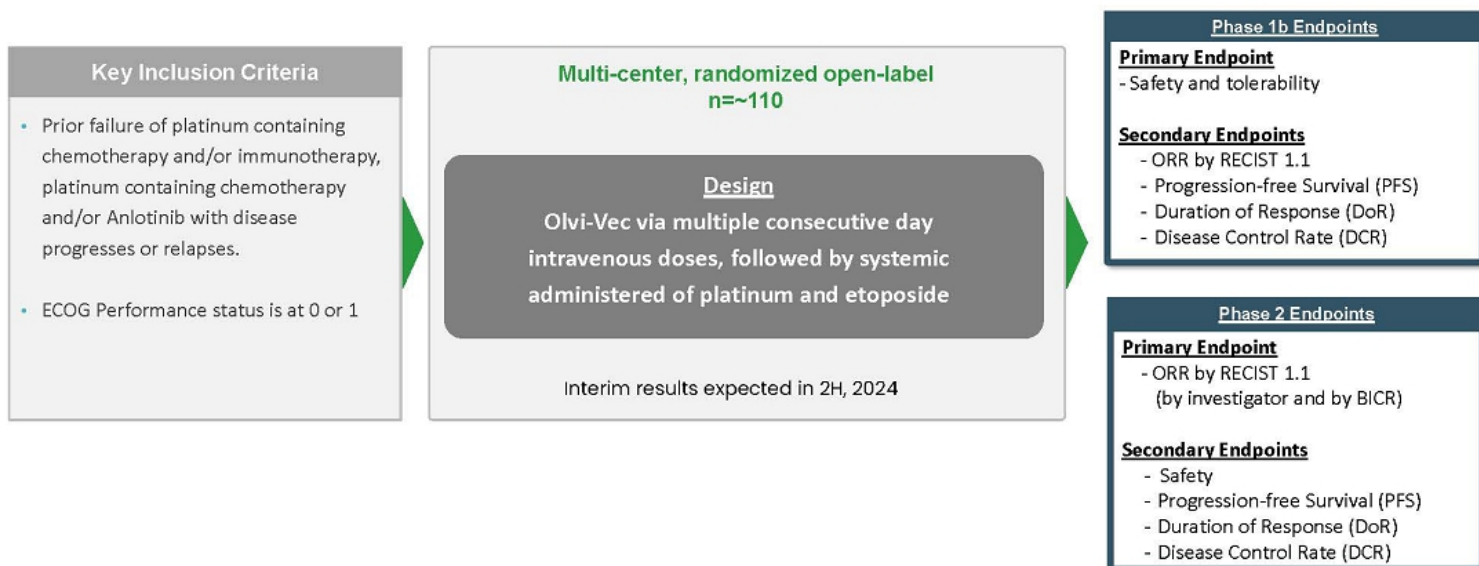 Key Inclusion Criteria
• Prior failure of platinum containing
chemotherapy and/or immunotherapy,
platinum containing chemotherapy
and/or Anlotinib with disease
progresses or relapses.
• ECOG Performance status is at 0 or 1
Multi-center, randomized open-label
n=~110
Design
Olvi-Vec via multiple consecutive day
intravenous doses, followed by systemic
administered of platinum and etoposide
Interim results expected in 2H, 2024
Phase 1b Endpoints
Primary Endpoint
- Safety and tolerability
Secondary Endpoints
- ORR by RECIST 1.1
- Progression-free Survival (PFS)
- Duration of Response (DoR)
- Disease Control Rate (DCR)
Phase 2 Endpoints
Primary Endpoint
- ORR by RECIST 1.1
(by investigator and by BICR)
Secondary Endpoints
- Safety
- Progression-free Survival (PFS)
- Duration of Response (DoR)
- Disease Control Rate (DCR)